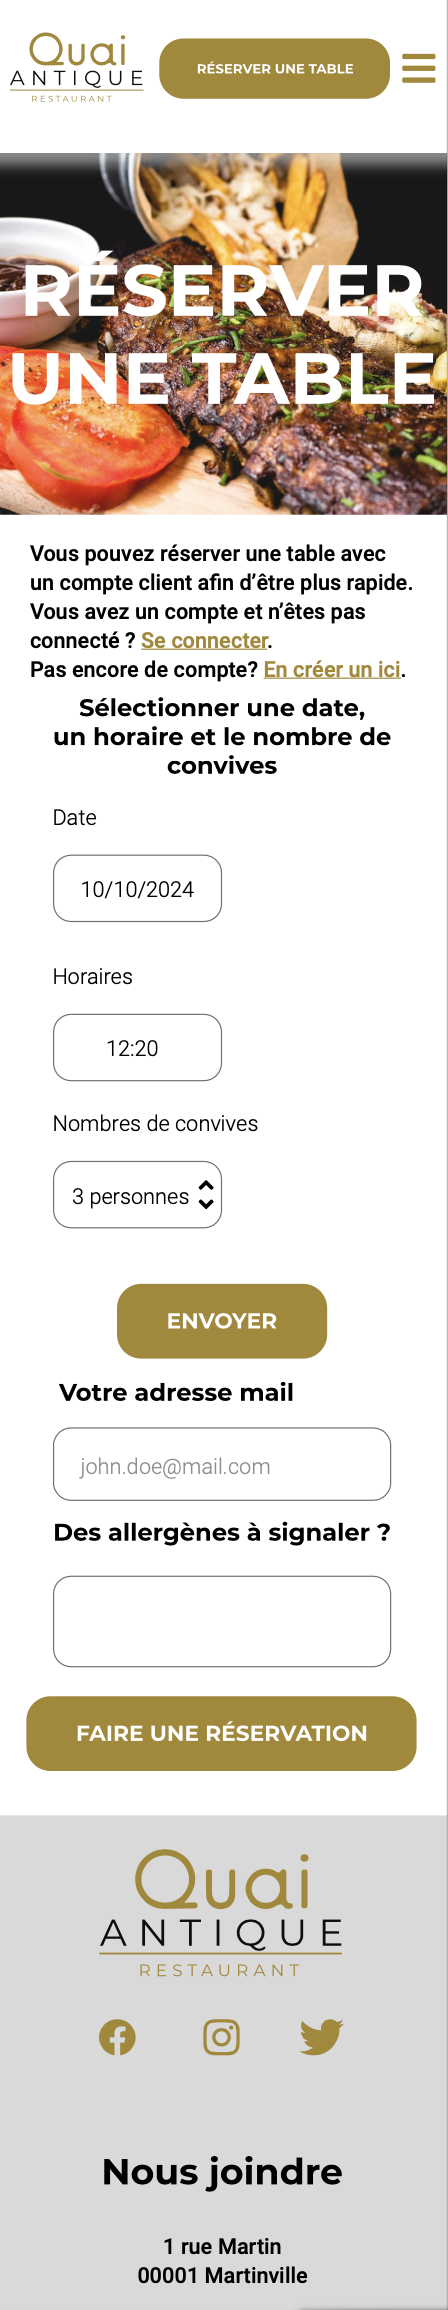 Quai
ANTIQUE
RESTAURANT
RÉSERVER UNE TABLE
RÉSERVER
UNE TABLE
Vous pouvez réserver une table avec
un compte client afin d’être plus rapide.
Vous avez un compte et n’êtes pas
connecté ? Se connecter.
Pas encore de compte? En créer un ici.
Sélectionner une date,
un horaire et le nombre de
convives
Date
10/10/2024
Horaires
12:20
Nombres de convives
3 personnes
ENVOYER
Votre adresse mail
john.doe@mail.com
Des allergènes à signaler ?
FAIRE UNE RÉSERVATION
Quai
ANTIQUE
RESTAURANT
Nous joindre
1 rue Martin
00001 Martinville